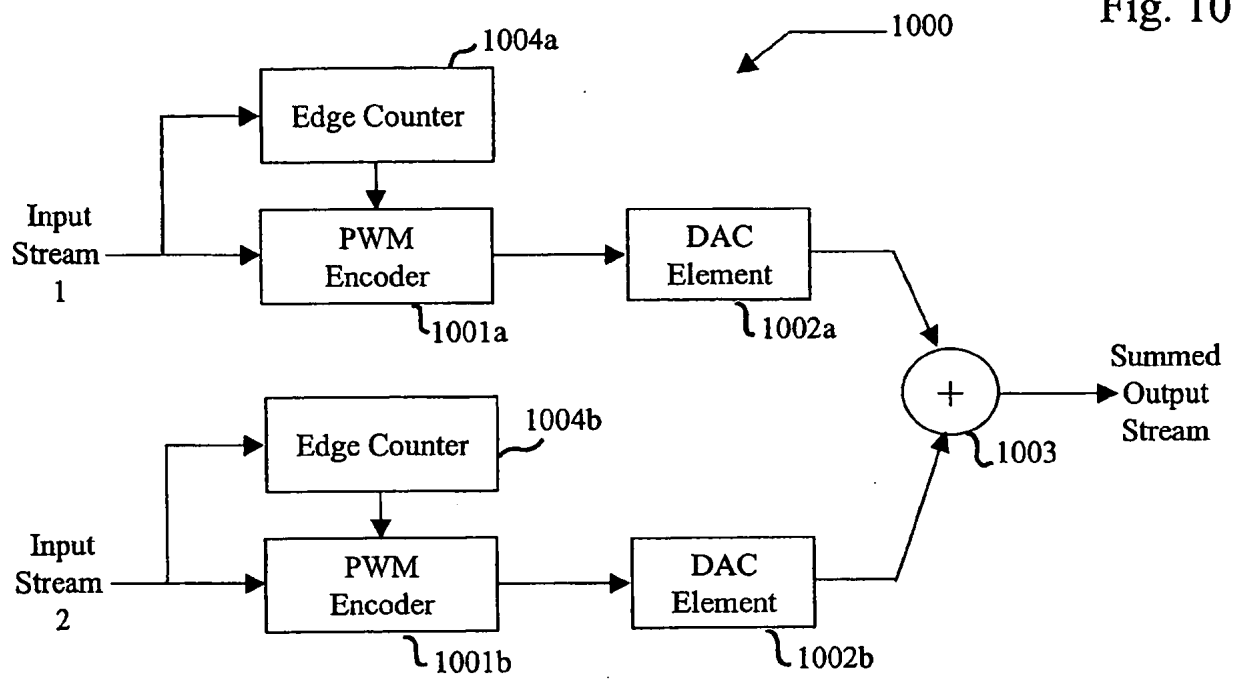 Fig. 10
1000
1004a
Edge Counter
Input
Stream
1
PWM
Encoder
1001a
DAC
Element
1002a
+
1003
Summed
Output
Stream
1004b
Edge Counter
Input
Stream
2
PWM
Encoder
1001b
DAC
Element
1002b